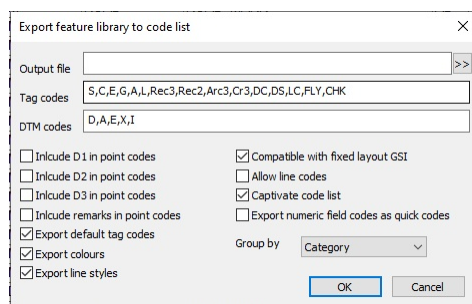 Export feature library to code list
Output file
>>
Tag codes
S,C,E,G,A,L,Rec3,Rec2,Arc3,Cr3,DC,DS,LC,FLY,CHK
DTM codes
D,A,E,X,I
Inlcude D1 in point codes
Inlcude D2 in point codes
Inlcude D3 in point codes
Inlcude remarks in point codes
Export default tag codes
Export colours
Export line styles
Compatible with fixed layout GSI
Allow line codes
Captivate code list
Export numeric field codes as quick codes
Group by
Category
OK
Cancel